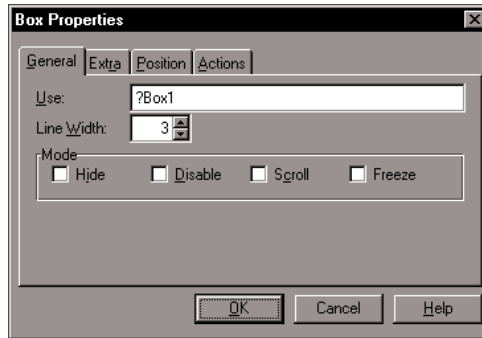 Box Properties
General Extra Position Actions
Use: ?Box1
Line Width: 3
Mode
Hide Disable Scroll Freeze
OK Cancel Help